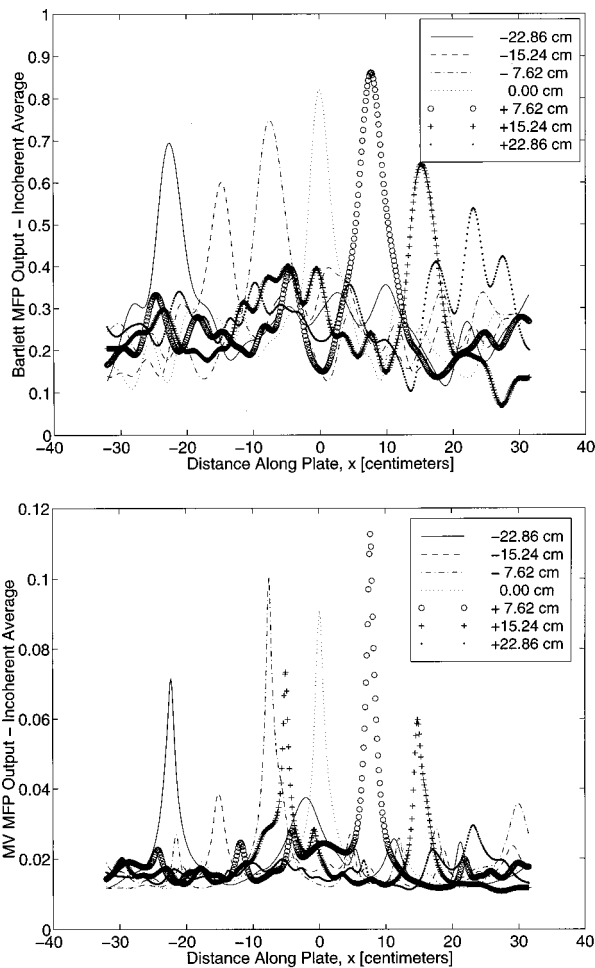 1
0.9
0.8
0.7
0.6
0.5
0.4
0.3
0.2
0.1
0
Bartlett MFP Output – Incoherent Average
−22.86 cm
−15.24 cm
− 7.62 cm
0.00 cm
+ 7.62 cm
+15.24 cm
+22.86 cm
−40 −30 −20 −10 0 10 20 30 40
Distance Along Plate, x [centimeters]
0.12
0.1
0.08
0.06
0.04
0.02
0
MV MFP Output – Incoherent Average
−22.86 cm
−15.24 cm
− 7.62 cm
0.00 cm
+ 7.62 cm
+15.24 cm
+22.86 cm
−40 −30 −20 −10 0 10 20 30 40
Distance Along Plate, x [centimeters]